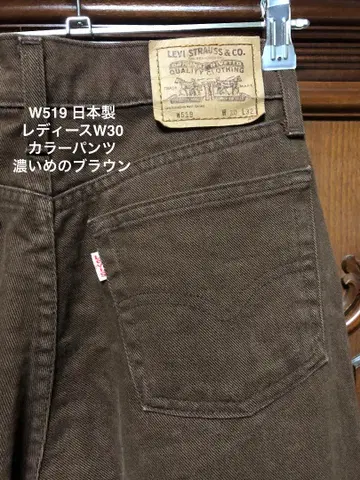 LEVI STRAUSS & CO.
QUALITY CLOTHING
W519
W519 日本製
レディースW30
カラーパンツ
濃いめのブラウン